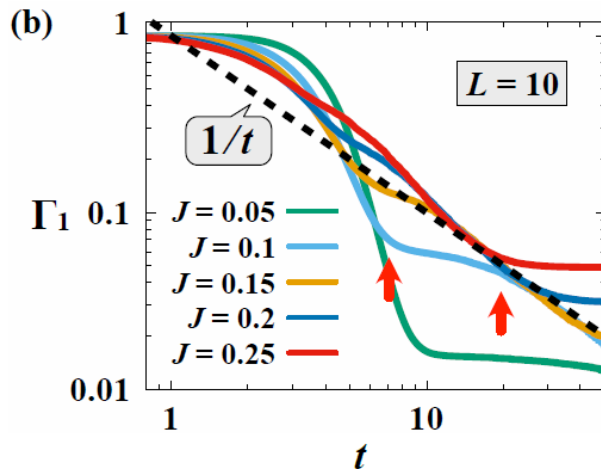 (b)
1
L = 10
1/t
Γ₁
0.1
J = 0.05
J = 0.1
J = 0.15
J = 0.2
J = 0.25
0.01
1
10
t